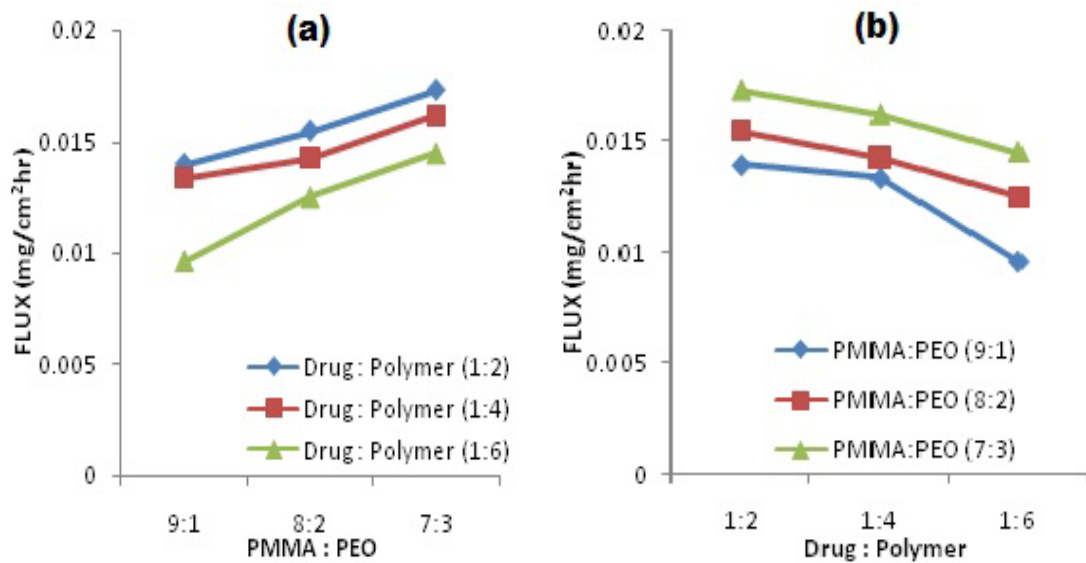 (a)
FLUX (mg/cm²hr)
0.02
0.015
0.01
0.005
0
Drug : Polymer (1:2)
Drug : Polymer (1:4)
Drug : Polymer (1:6)
9:1 8:2 7:3
PMMA : PEO
(b)
FLUX (mg/cm²hr)
0.02
0.015
0.01
0.005
0
PMMA:PEO (9:1)
PMMA:PEO (8:2)
PMMA:PEO (7:3)
1:2 1:4 1:6
Drug : Polymer